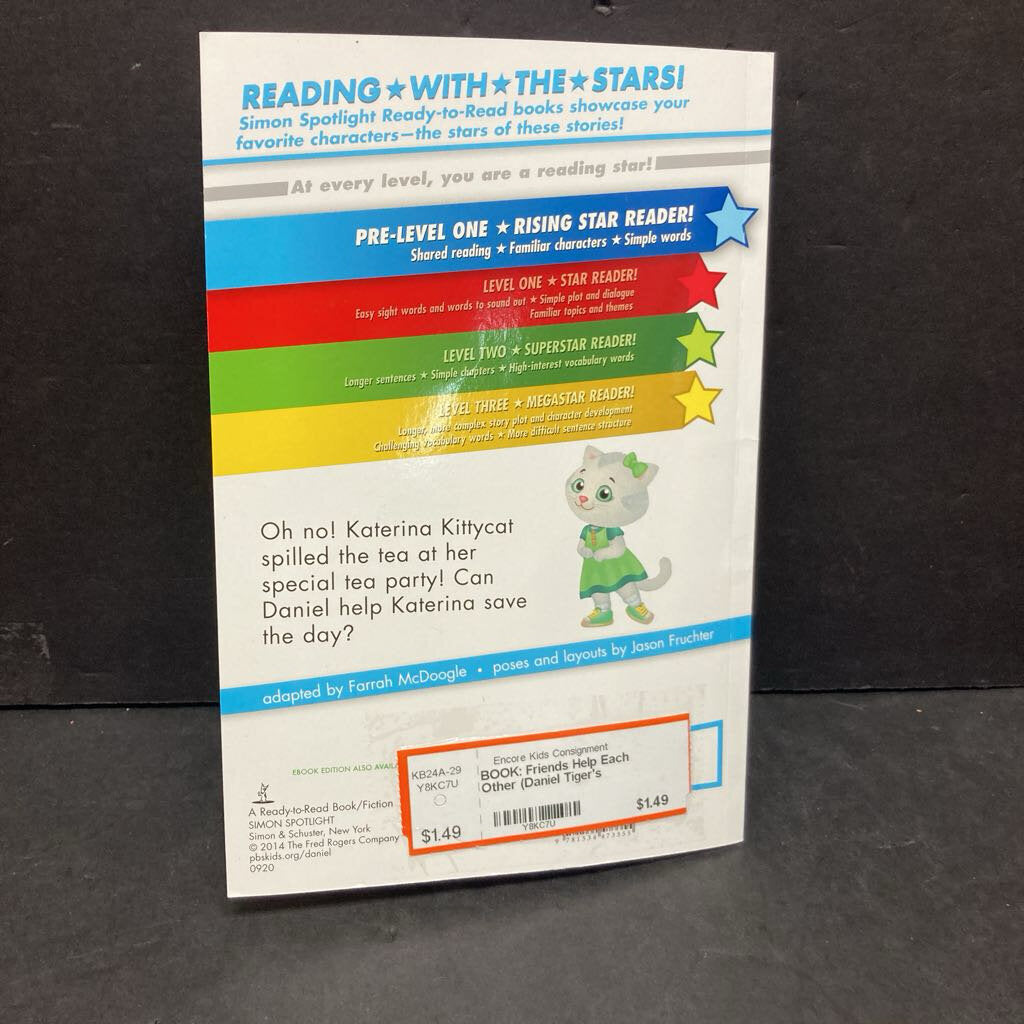 READING★WITH★THE★STARS!
Simon Spotlight Ready-to-Read books showcase your
favorite characters—the stars of these stories!
At every level, you are a reading star!
PRE-LEVEL ONE ★ RISING STAR READER!
Shared reading ★ Familiar characters ★ Simple words
LEVEL ONE ★ STAR READER!
Easy sight words and words to sound out ★ Simple plot and dialogue
Familiar topics and themes
LEVEL TWO ★ SUPERSTAR READER!
Longer sentences ★ Simple chapters ★ High-interest vocabulary words
LEVEL THREE ★ MEGASTAR READER!
Longer, more complex story plot and character development
Challenging vocabulary words ★ More difficult sentence structure
Oh no! Katerina Kittycat
spilled the tea at her
special tea party! Can
Daniel help Katerina save
the day?
adapted by Farrah McDoogle • poses and layouts by Jason Fruchter
EBOOK EDITION ALSO
A Ready-to-Read Book/Fiction
SIMON SPOTLIGHT
Simon & Schuster, New York
© 2014 The Fred Rogers Company
pbskids.org/daniel
0920
KB24A-29
Y8KC7U
$1.49
Encore Kids Consignment
BOOK: Friends Help Each
Other (Daniel Tiger's
Y8KC7U
$1.49